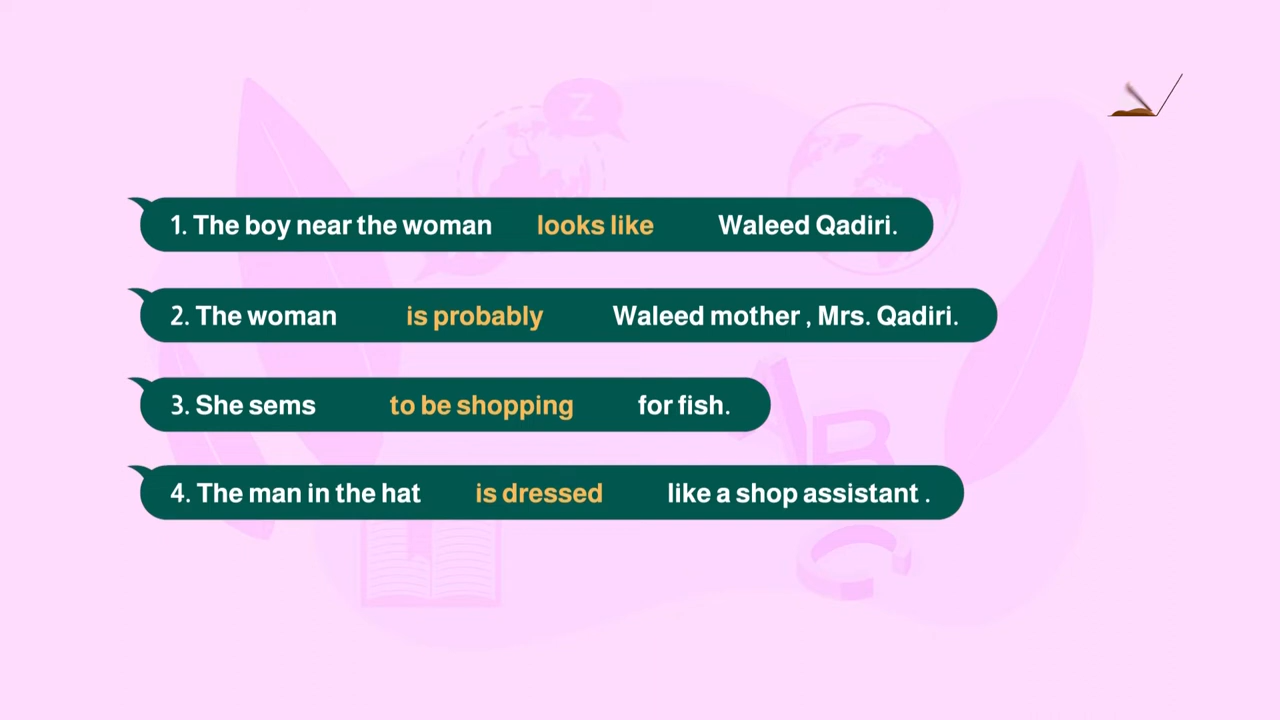 Z
1. The boy near the woman looks like Waleed Qadiri.
2. The woman is probably Waleed mother , Mrs. Qadiri.
3. She sems to be shopping for fish.
4. The man in the hat is dressed like a shop assistant .
B
C